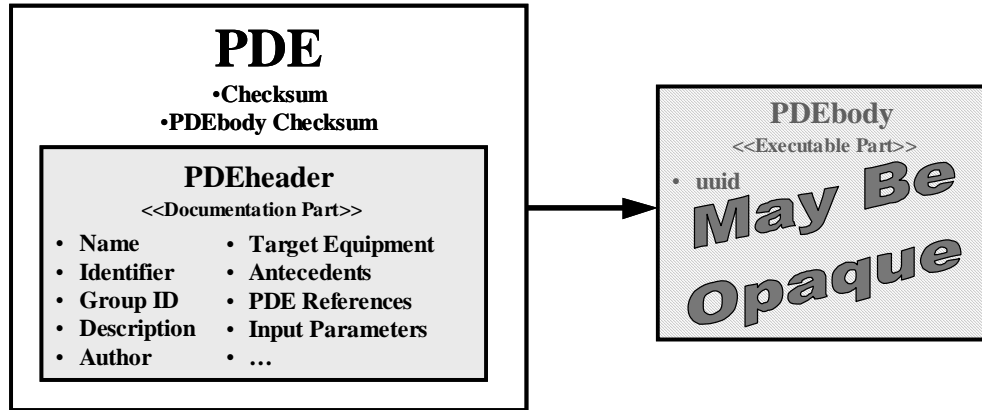 PDE
•Checksum
•PDEbody Checksum
PDEheader
<<Documentation Part>>
• Name
• Identifier
• Group ID
• Description
• Author
• Target Equipment
• Antecedents
• PDE References
• Input Parameters
• …
PDEbody
<<Executable Part>>
• uuid
May Be
Opaque